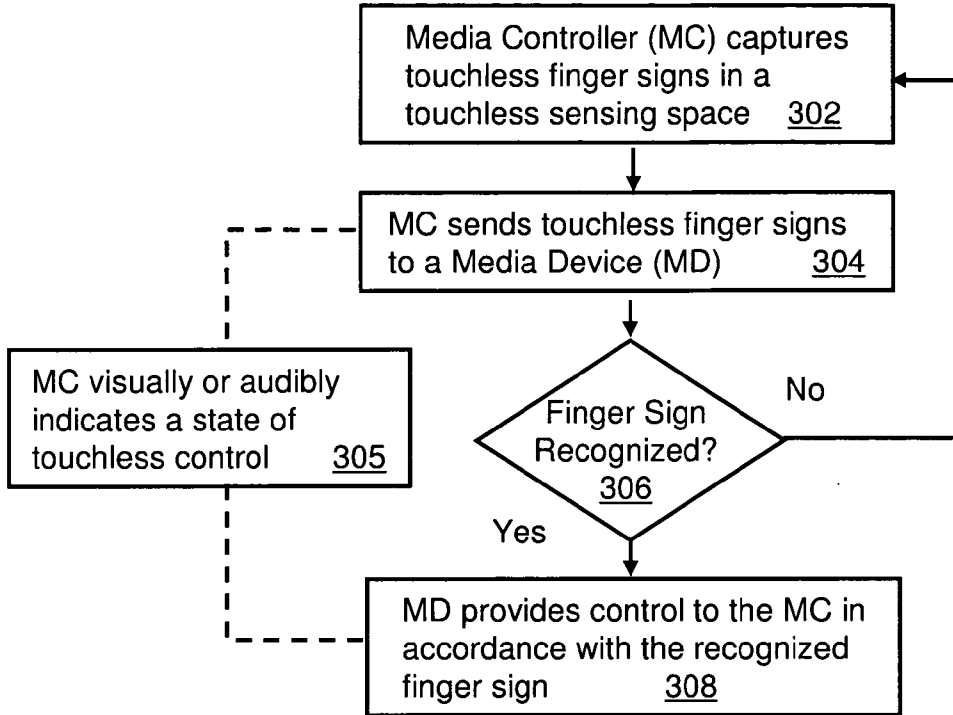 Media Controller (MC) captures
touchless finger signs in a
touchless sensing space 302
MC sends touchless finger signs
to a Media Device (MD) 304
MC visually or audibly
indicates a state of
touchless control 305
Finger Sign
Recognized?
306
No
Yes
MD provides control to the MC in
accordance with the recognized
finger sign 308